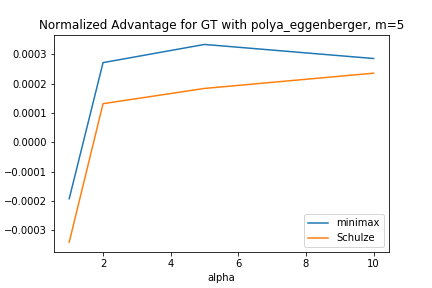 Normalized Advantage for GT with polya_eggenberger, m=5
0.0003
0.0002
0.0001
0.0000
−0.0001
−0.0002
−0.0003
minimax
Schulze
2 4 6 8 10
alpha